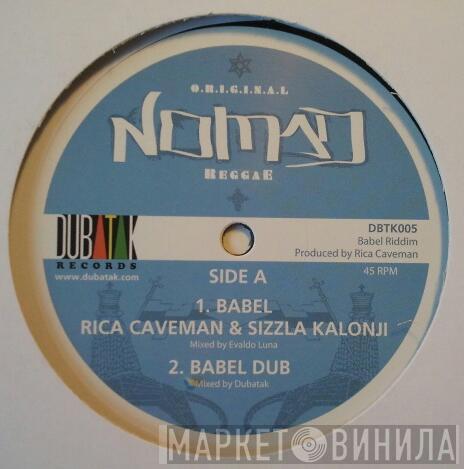 O.R.I.G.I.N.A.L
NOMAD
REGGAE
DUBATAK
RECORDS
www.dubatak.com
DBTK005
Babel Riddim
Produced by Rica Caveman
45 RPM
SIDE A
1. BABEL
RICA CAVEMAN & SIZZLA KALONJI
Mixed by Evaldo Luna
2. BABEL DUB
Mixed by Dubatak
МАРКЕТ ВИНИЛА